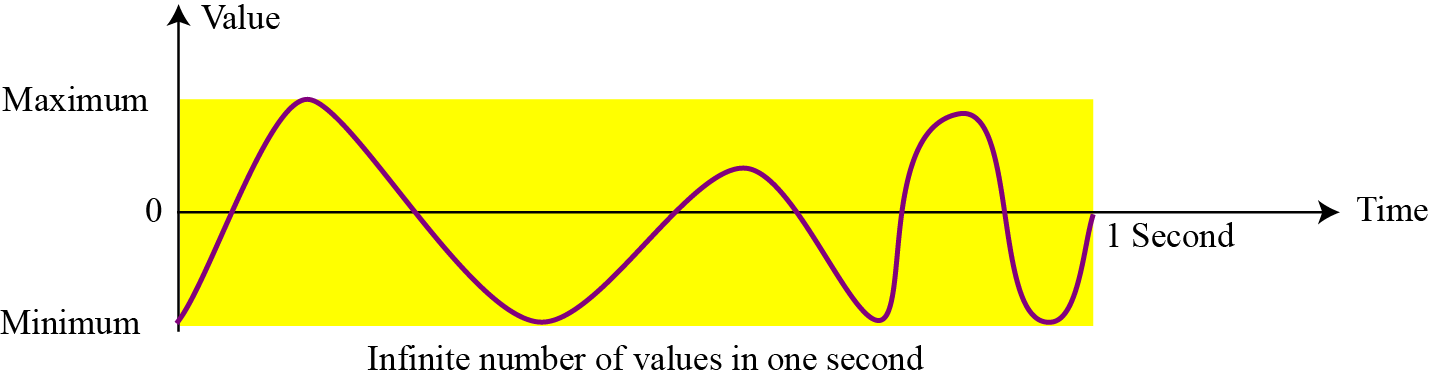 Value
Maximum
0
Time
1 Second
Minimum
Infinite number of values in one second